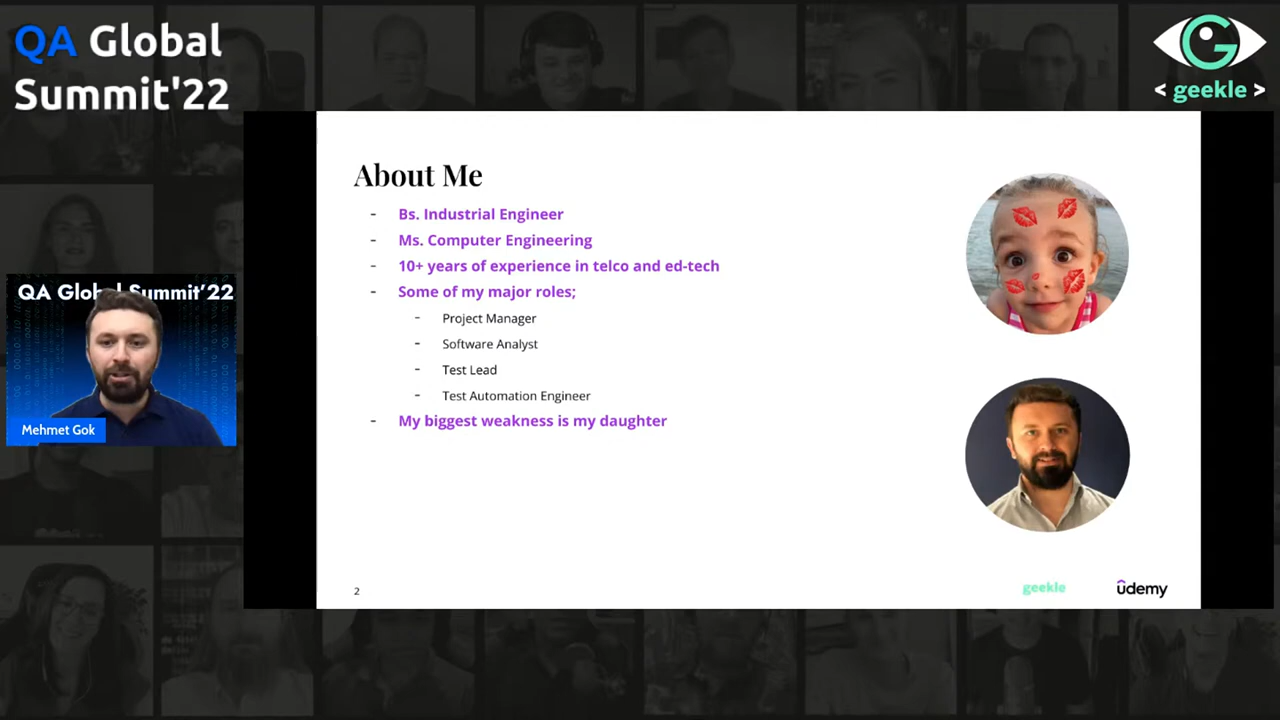 QA Global
Summit'22
geekle
< geekle >
QA Global Summit'22
Mehmet Gok
About Me
- Bs. Industrial Engineer
- Ms. Computer Engineering
- 10+ years of experience in telco and ed-tech
- Some of my major roles;
- Project Manager
- Software Analyst
- Test Lead
- Test Automation Engineer
- My biggest weakness is my daughter
2
geekle
udemy